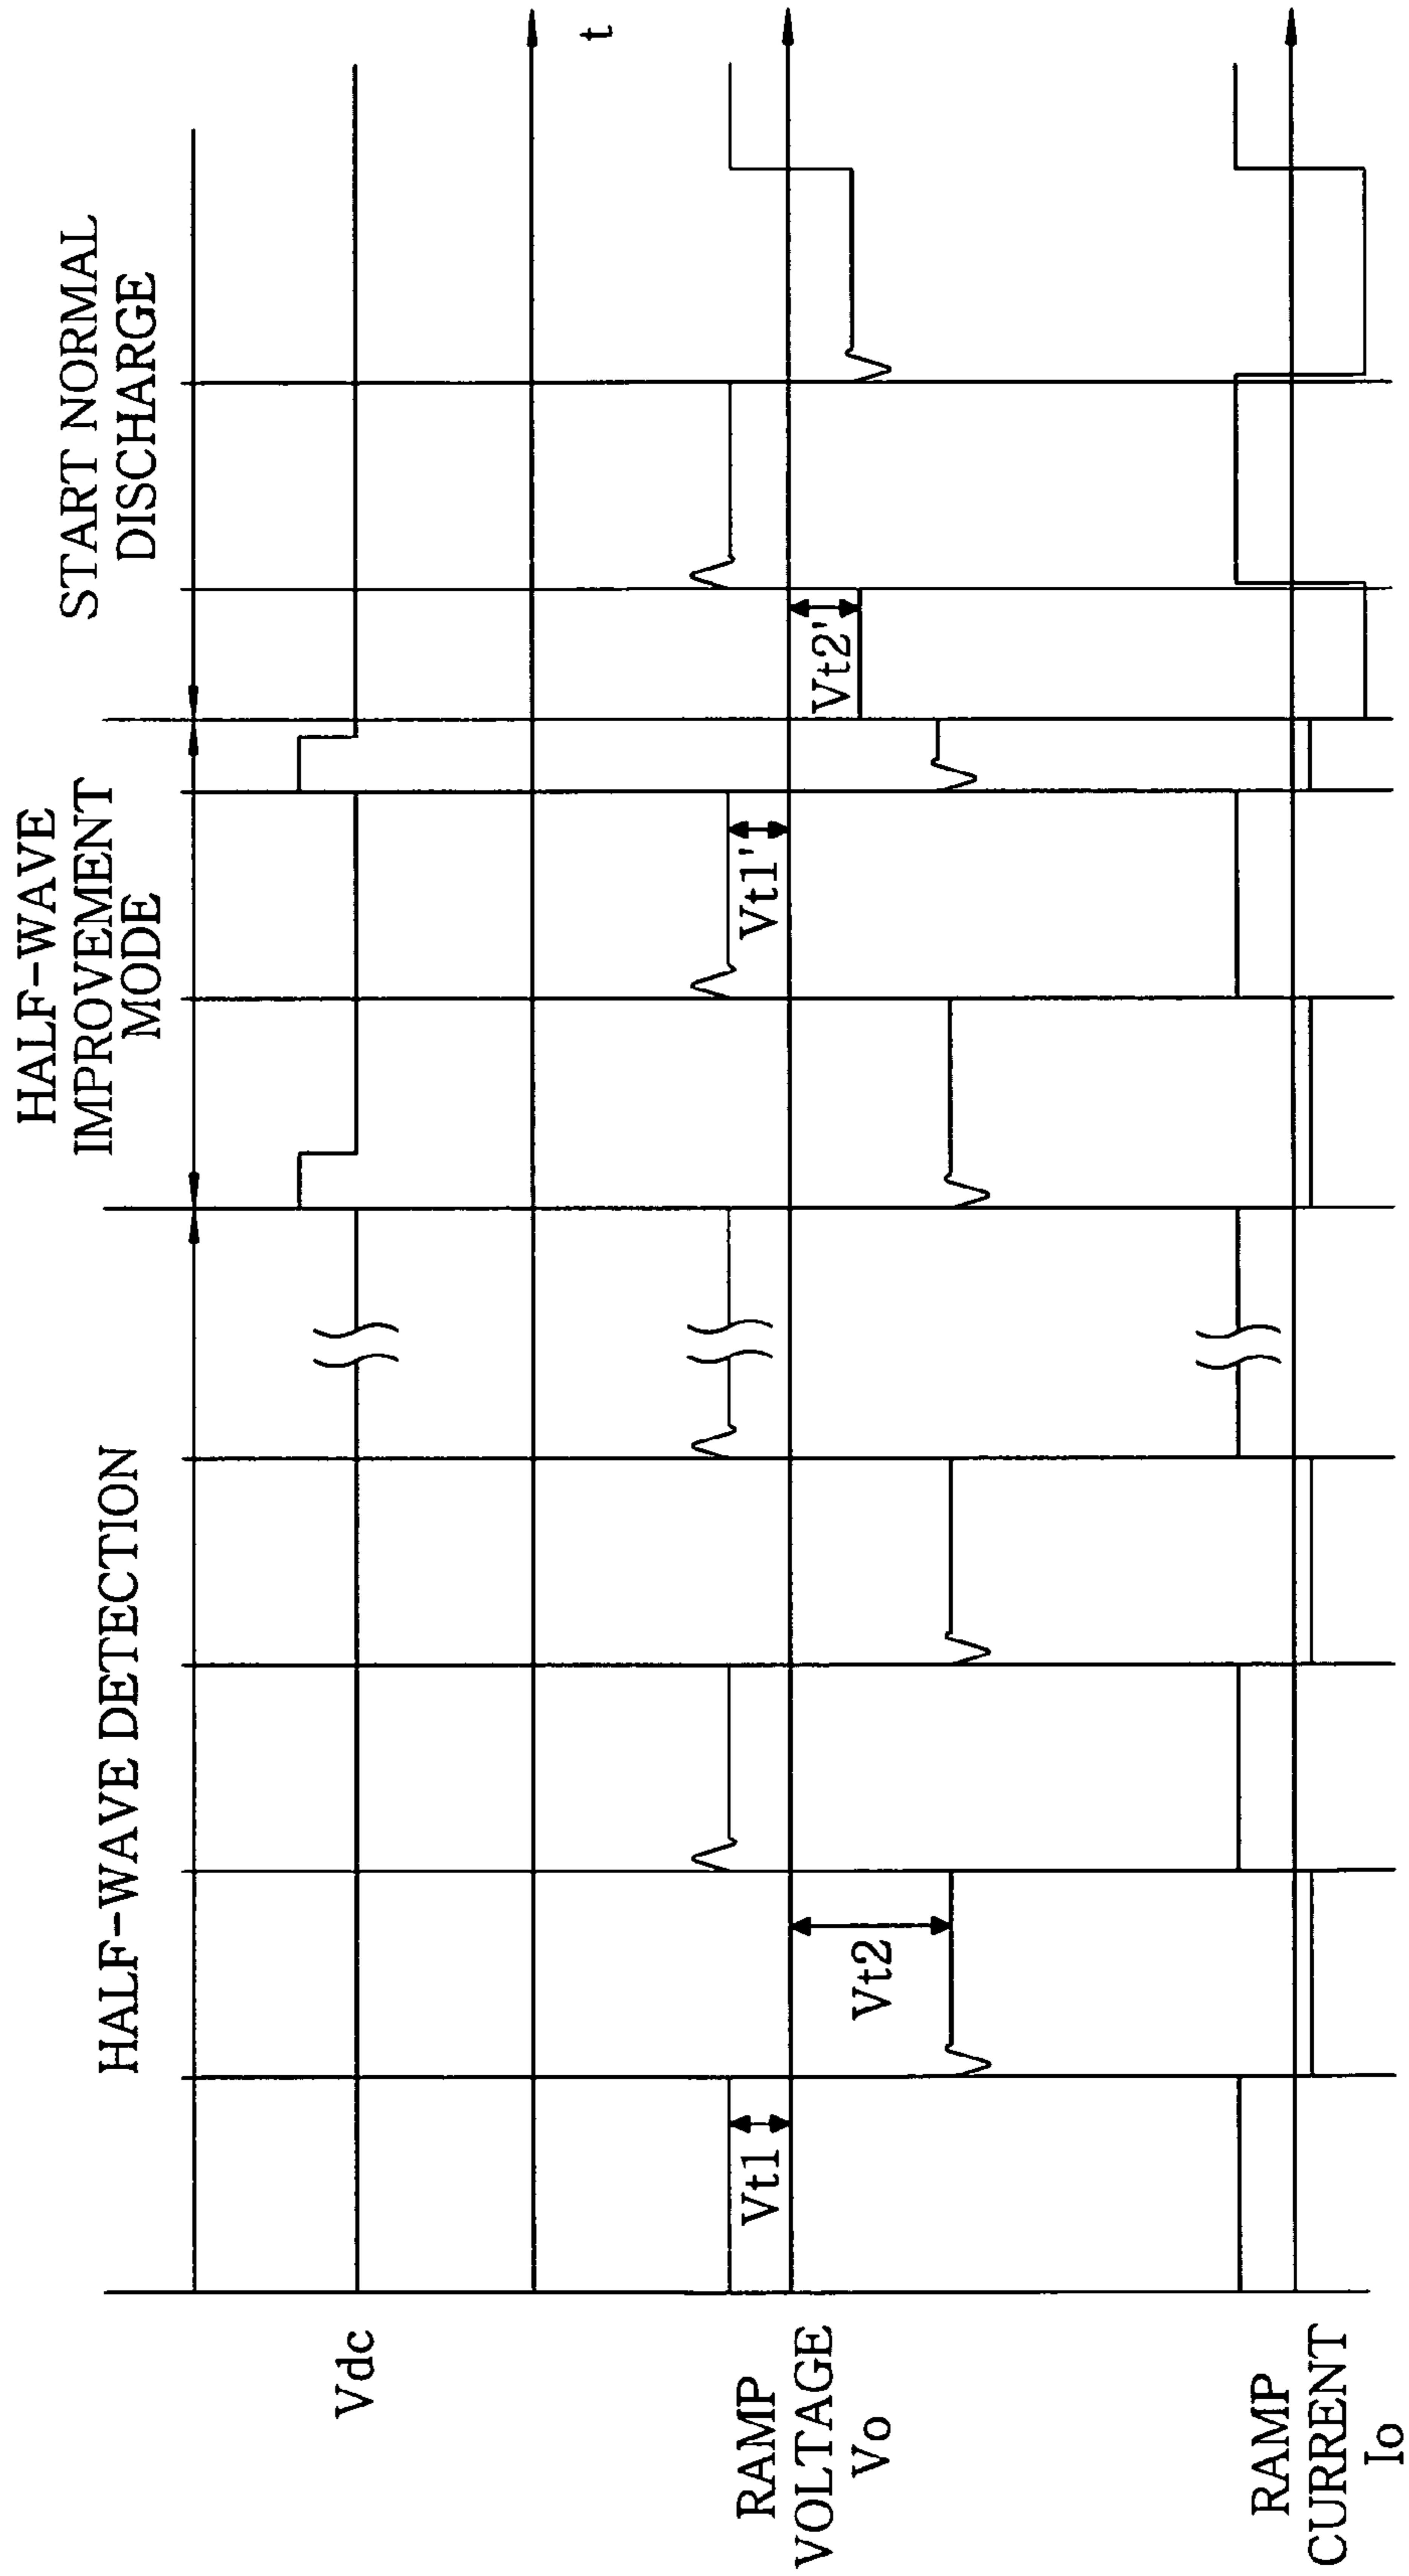 HALF-WAVE DETECTION
HALF-WAVE
IMPROVEMENT
MODE
START NORMAL
DISCHARGE
Vdc
t
RAMP
VOLTAGE
Vo
Vt1
Vt2
Vt1'
Vt2'
RAMP
CURRENT
Io